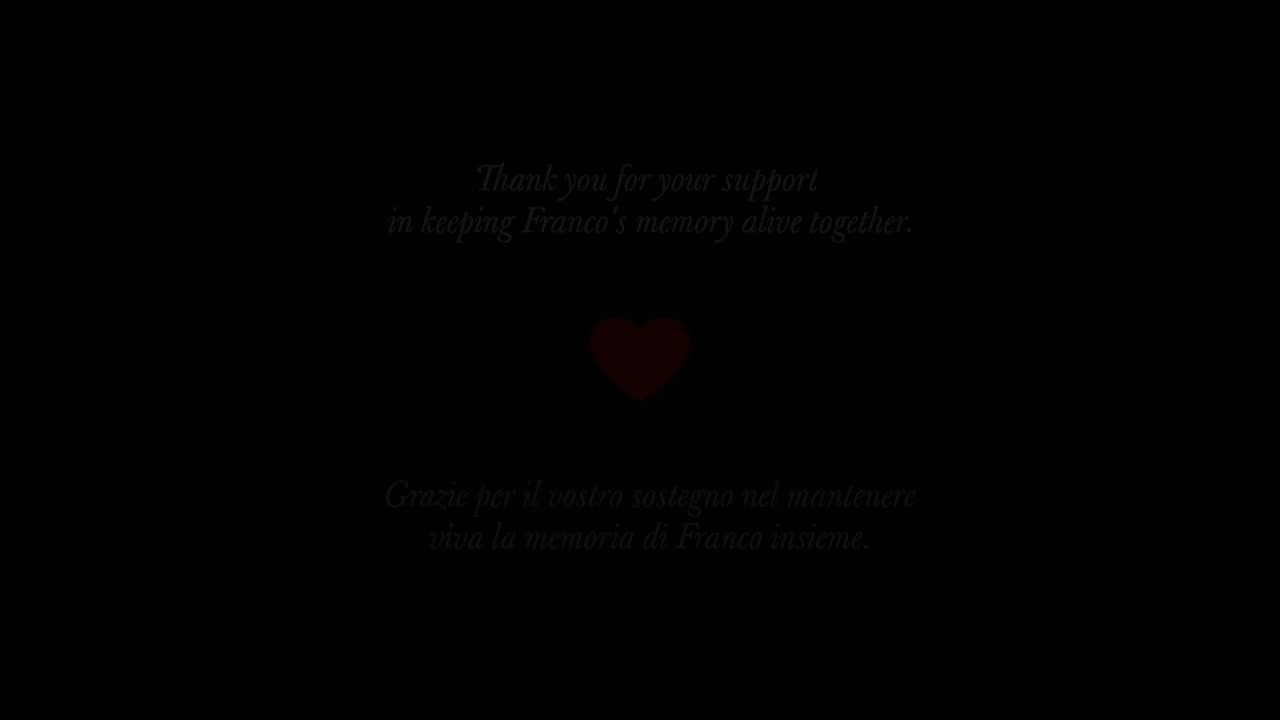 Thank you for your support
in keeping Franco's memory alive together.
Grazie per il vostro sostegno nel mantenere
viva la memoria di Franco insieme.